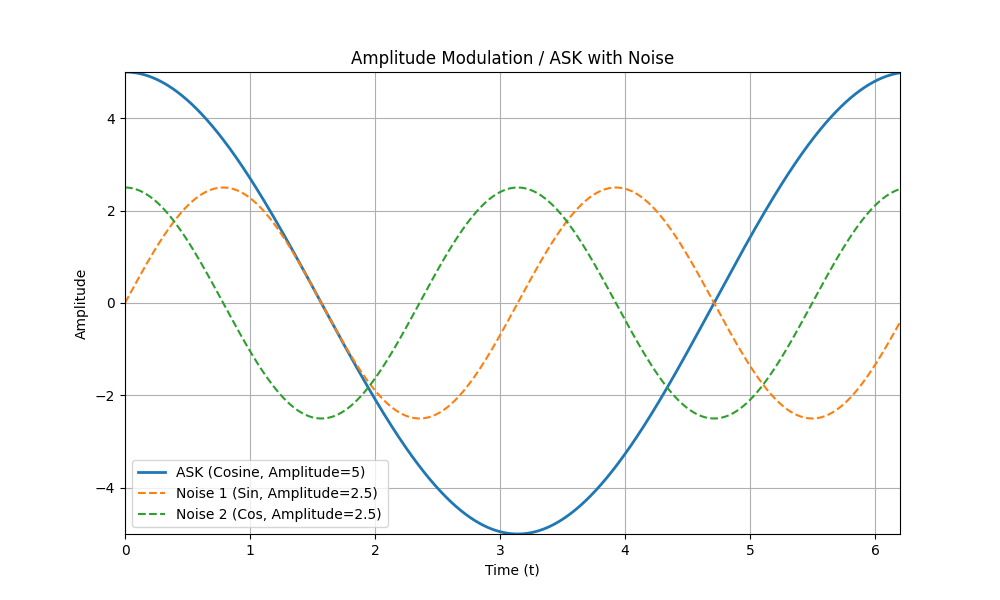 Amplitude Modulation / ASK with Noise
Amplitude
4
2
0
−2
−4
ASK (Cosine, Amplitude=5)
Noise 1 (Sin, Amplitude=2.5)
Noise 2 (Cos, Amplitude=2.5)
0 1 2 3 4 5 6
Time (t)